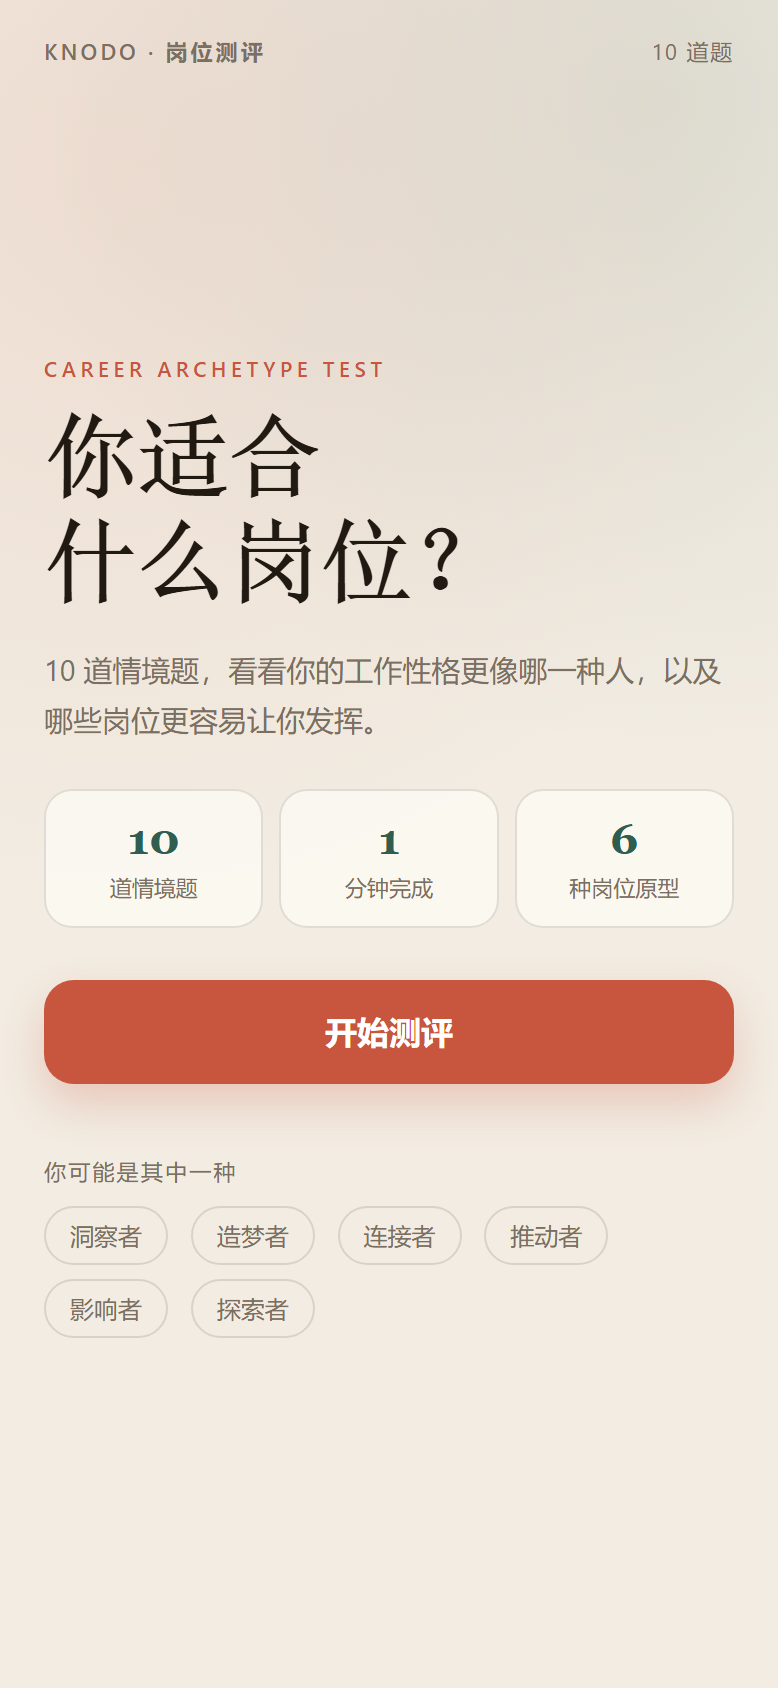 KNODO · 岗位测评
10 道题
CAREER ARCHETYPE TEST
你适合
什么岗位？
10 道情境题，看看你的工作性格更像哪一种人，以及
哪些岗位更容易让你发挥。
10
道情境题
1
分钟完成
6
种岗位原型
开始测评
你可能是其中一种
洞察者
造梦者
连接者
推动者
影响者
探索者